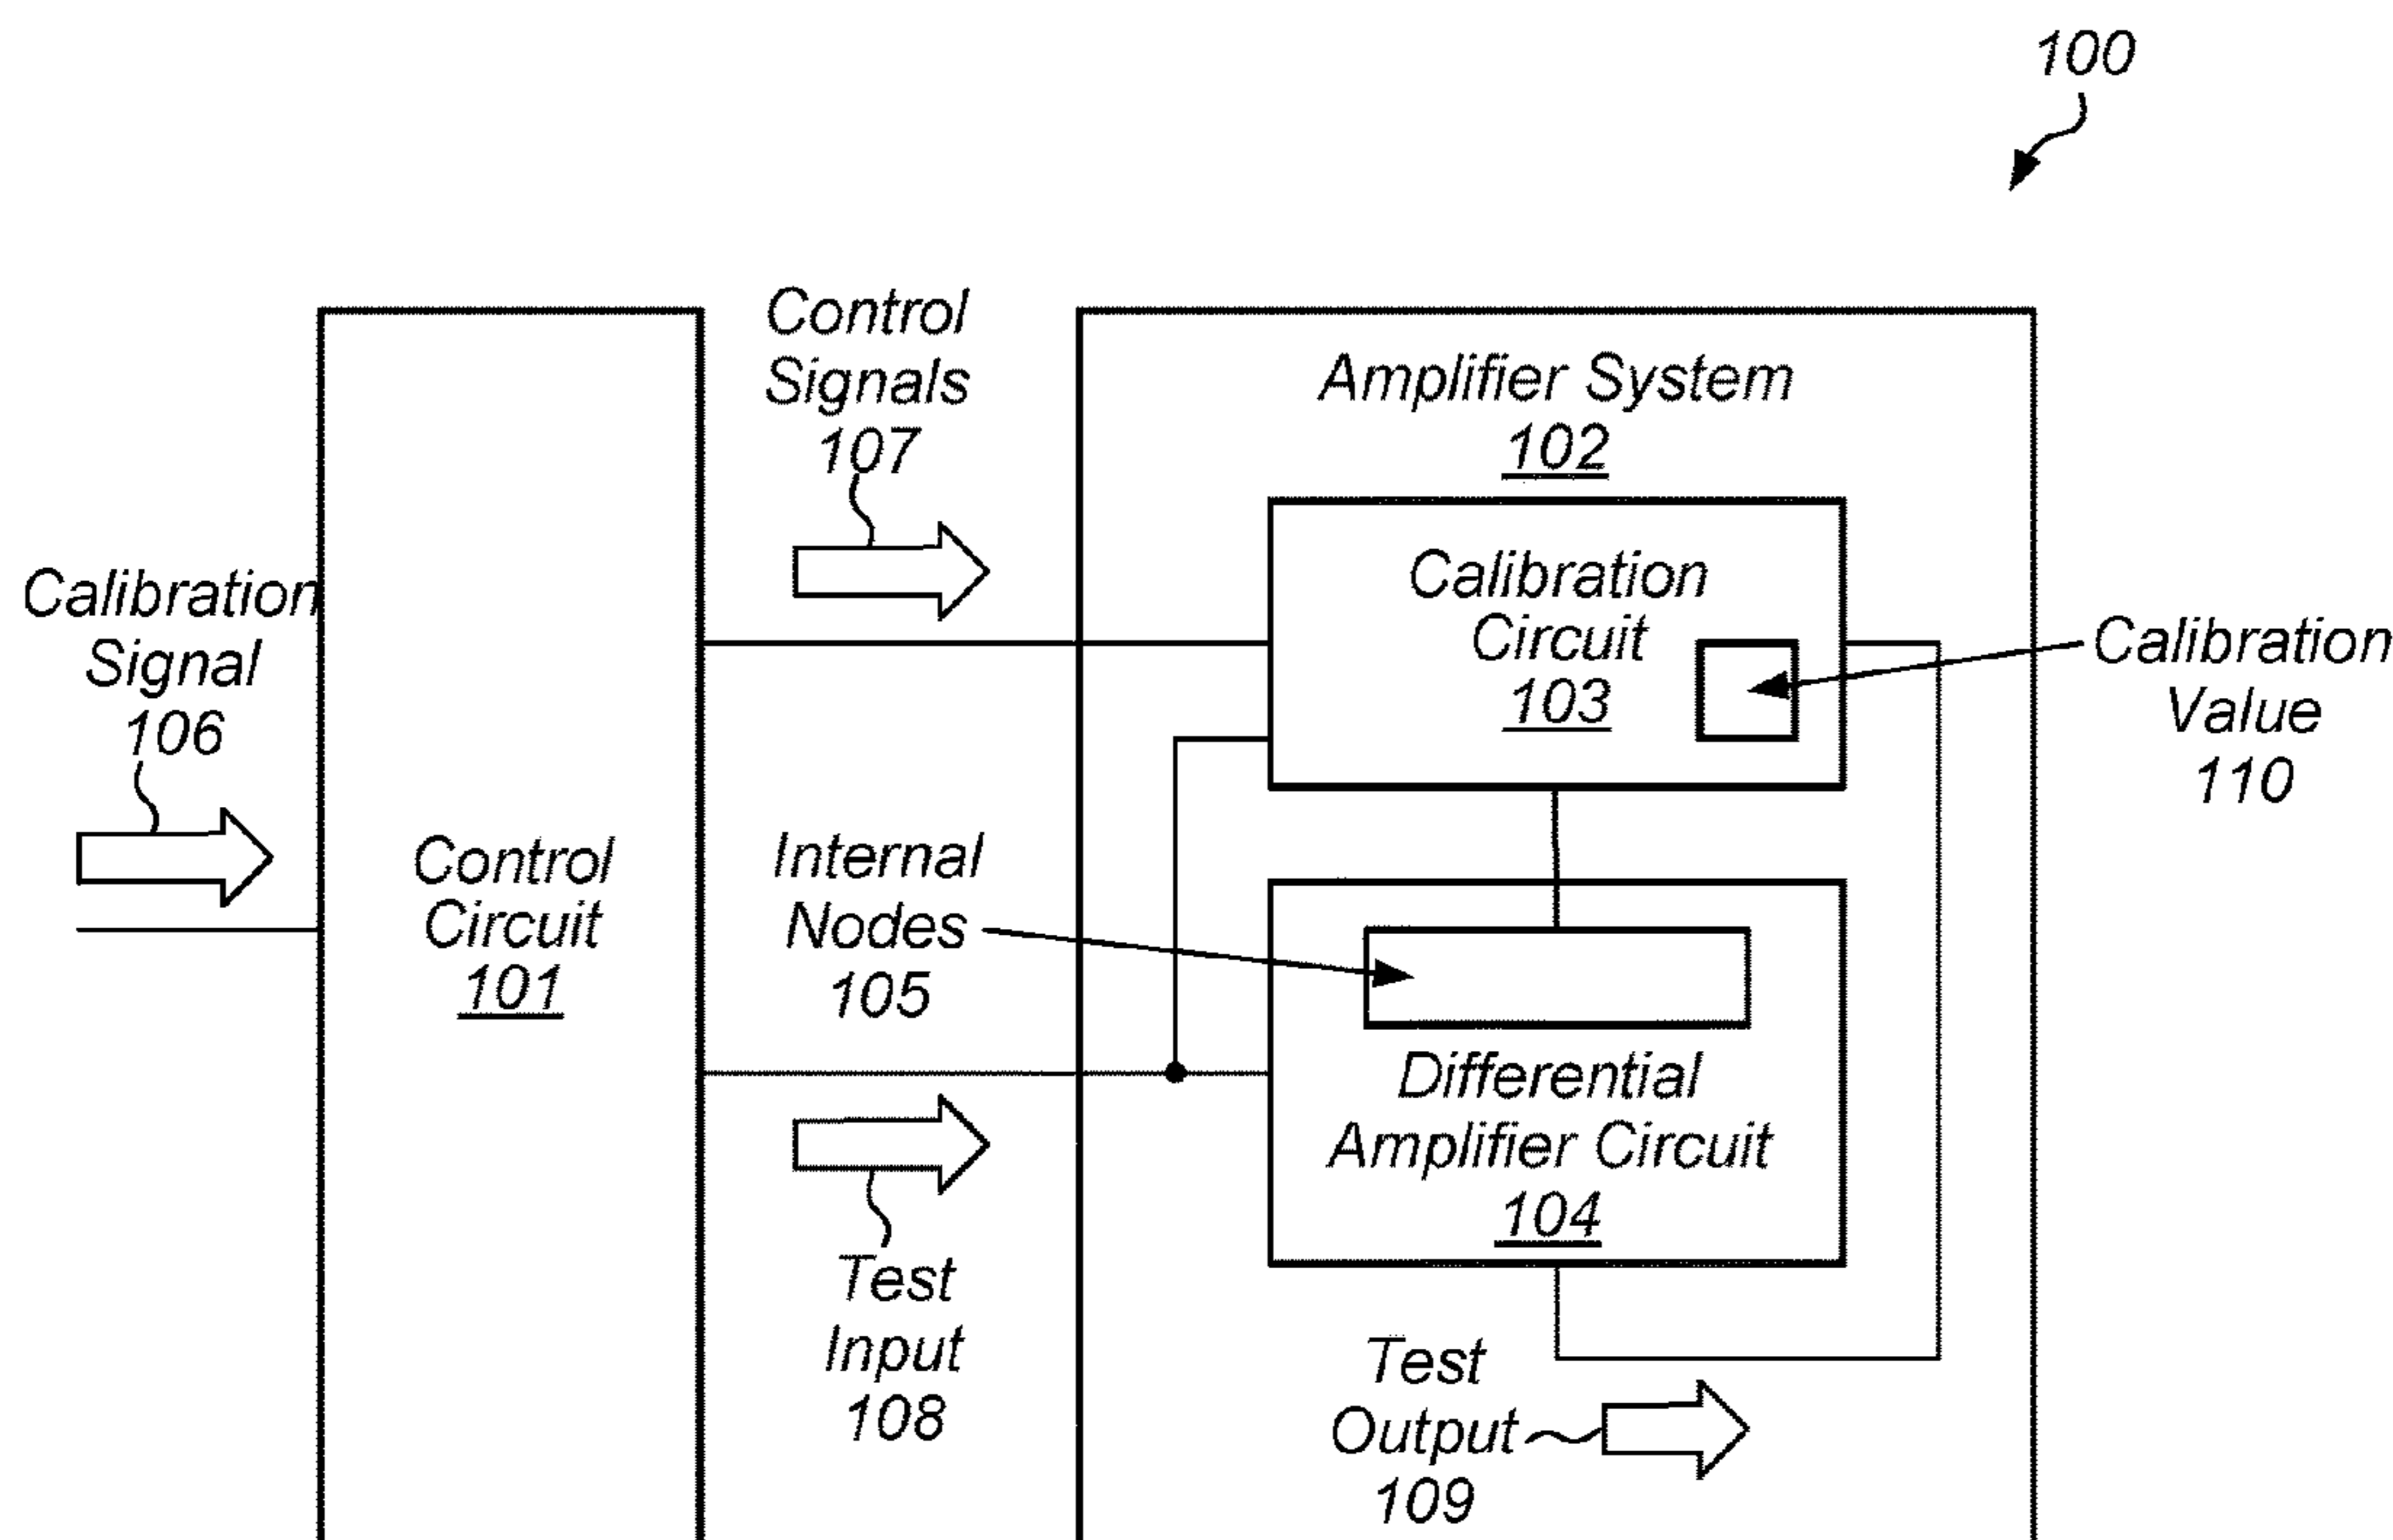 100
Control
Signals
107
Amplifier System
102
Calibration
Signal
106
Calibration
Circuit
103
Calibration
Value
110
Control
Circuit
101
Internal
Nodes
105
Differential
Amplifier Circuit
104
Test
Input
108
Test
Output
109